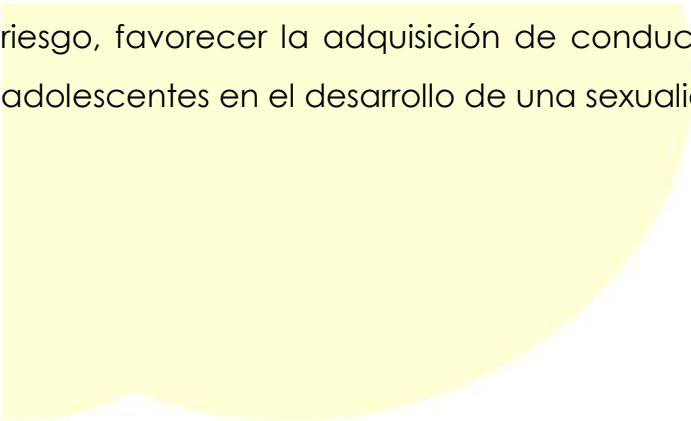 riesgo, favorecer la adquisición de conduc
adolescentes en el desarrollo de una sexuali